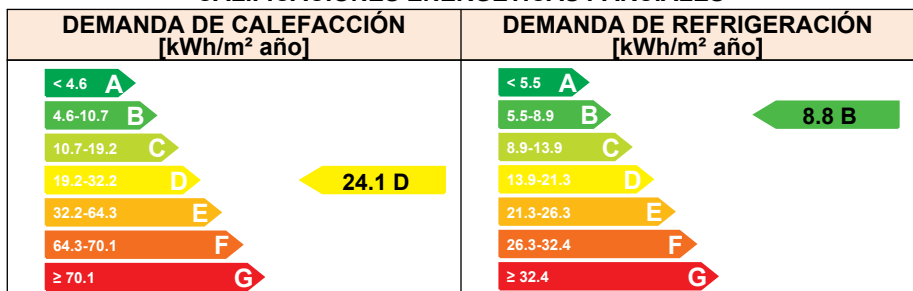 CALIFICACIONES ENERGÉTICAS PARCIALES
DEMANDA DE CALEFACCIÓN
[kWh/m² año]
< 4.6 A
4.6-10.7 B
10.7-19.2 C
19.2-32.2 D
32.2-64.3 E
64.3-70.1 F
≥ 70.1 G
24.1 D
DEMANDA DE REFRIGERACIÓN
[kWh/m² año]
< 5.5 A
5.5-8.9 B
8.9-13.9 C
13.9-21.3 D
21.3-26.3 E
26.3-32.4 F
≥ 32.4 G
8.8 B